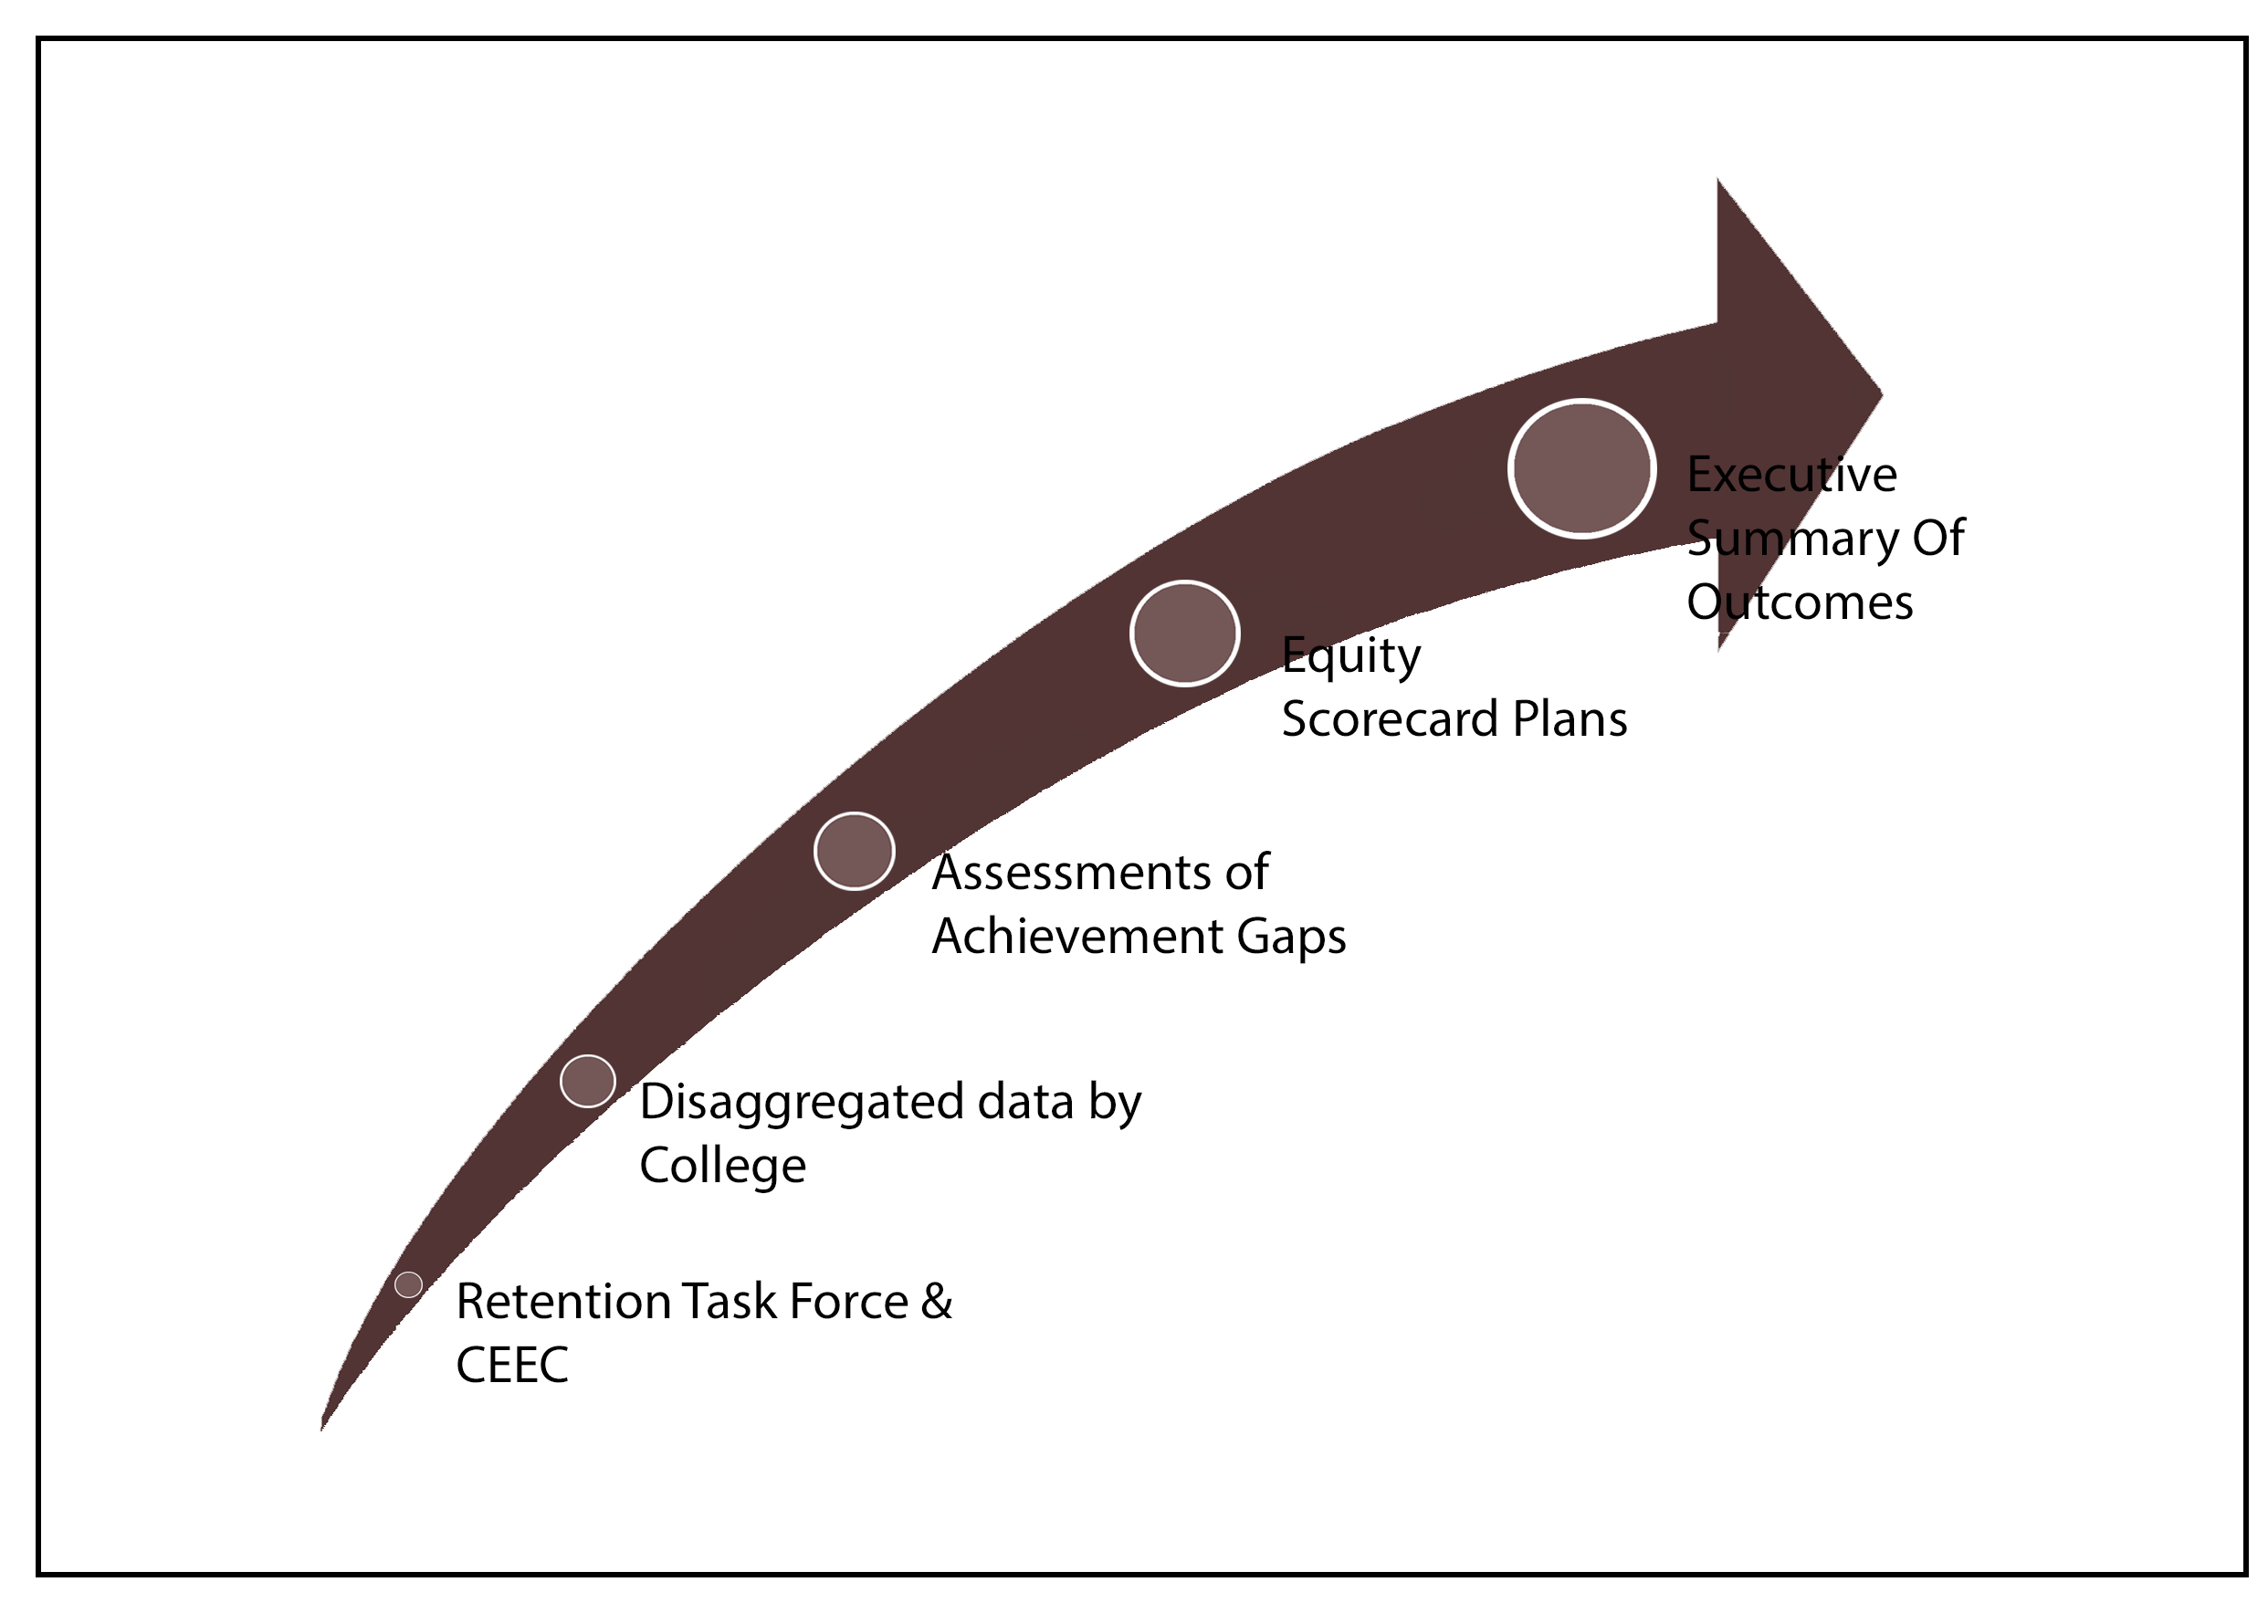 Executive
Summary Of
Outcomes
Equity
Scorecard Plans
Assessments of
Achievement Gaps
Disaggregated data by
College
Retention Task Force &
CEEC